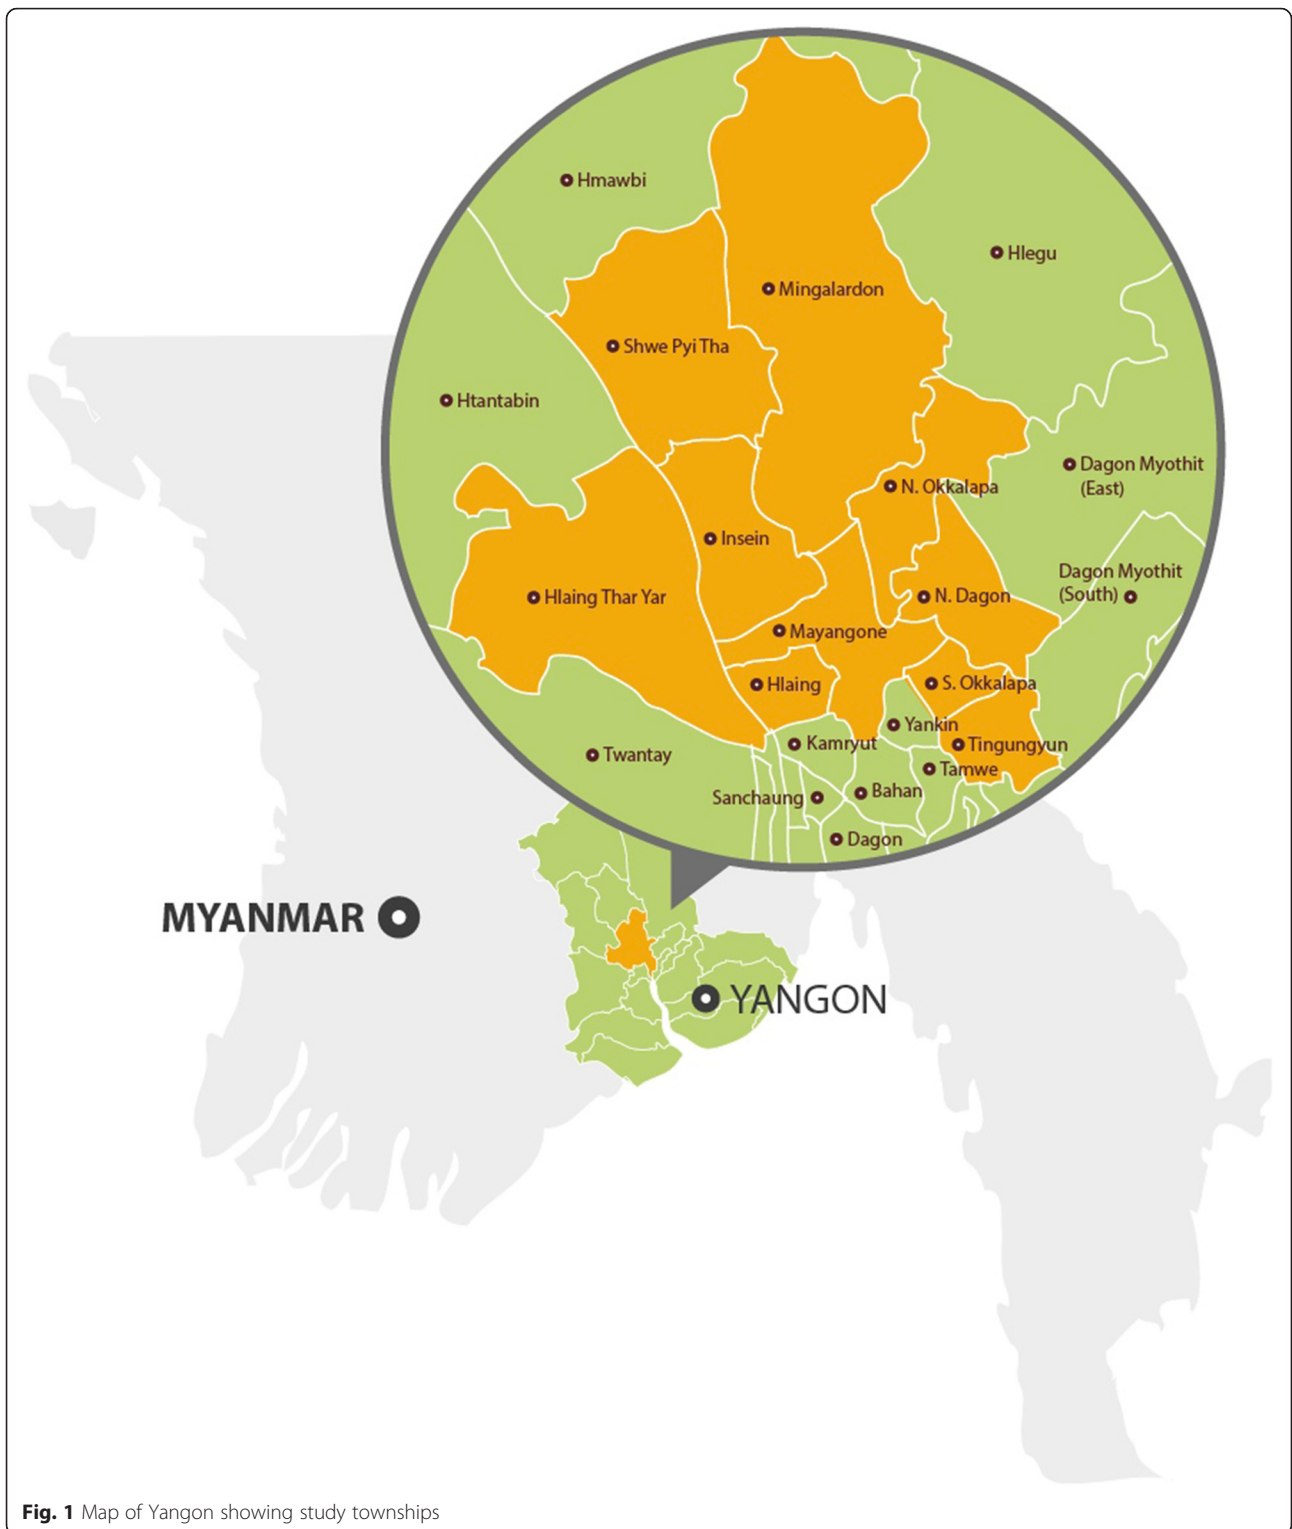 Hmawbi
Hlegu
Mingalardon
Shwe Pyi Tha
Htantabin
Dagon Myothit
(East)
N. Okkalapa
Insein
Dagon Myothit
(South)
Hlaing Thar Yar
N. Dagon
Mayangone
Hlaing
S. Okkalapa
Yankin
Kamryut
Tingungyun
Twantay
Tamwe
Sanchaung
Bahan
Dagon
MYANMAR
YANGON
Fig. 1 Map of Yangon showing study townships